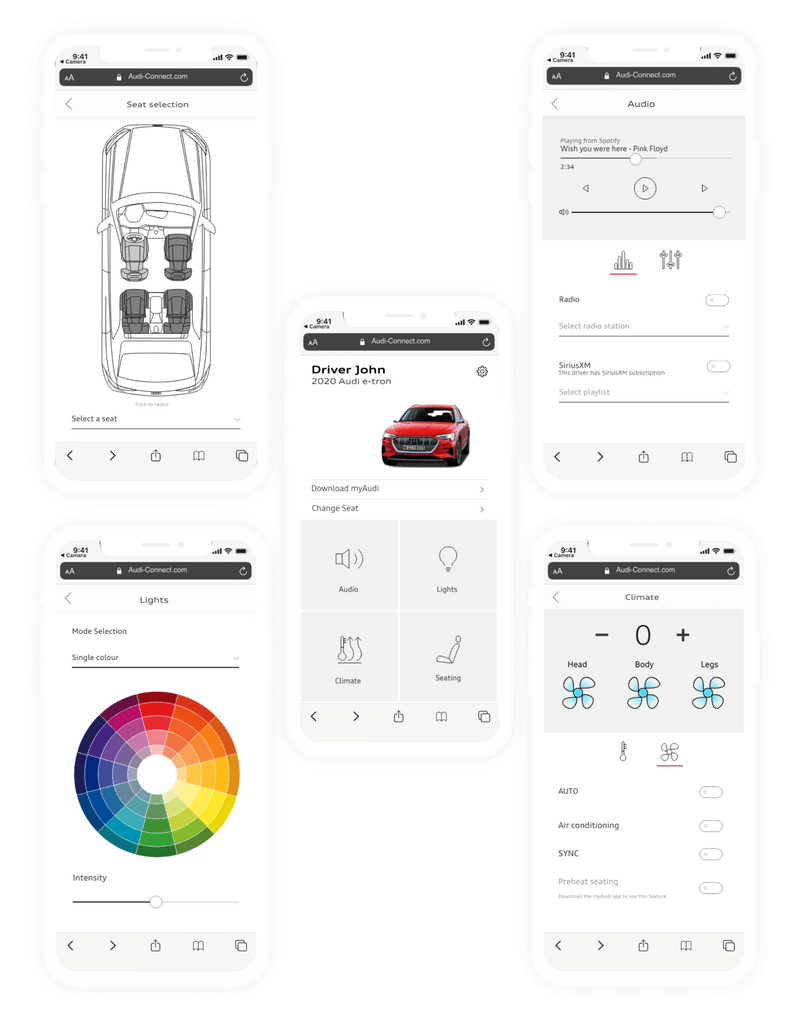 9:41
◀ Camera
AA
Audi-Connect.com
Seat selection
Click to select
Select a seat
9:41
◀ Camera
AA
Audi-Connect.com
Audio
Playing from Spotify
Wish you were here - Pink Floyd
2:34
Radio
Select radio station
SiriusXM
This driver has SiriusXM subscription
Select playlist
9:41
◀ Camera
AA
Audi-Connect.com
Driver John
2020 Audi e-tron
Download myAudi
Change Seat
Audio
Lights
Climate
Seating
9:41
◀ Camera
AA
Audi-Connect.com
Lights
Mode Selection
Single colour
Intensity
9:41
◀ Camera
AA
Audi-Connect.com
Climate
− 0 +
Head Body Legs
AUTO
Air conditioning
SYNC
Preheat seating
Download the myAudi app to use this feature